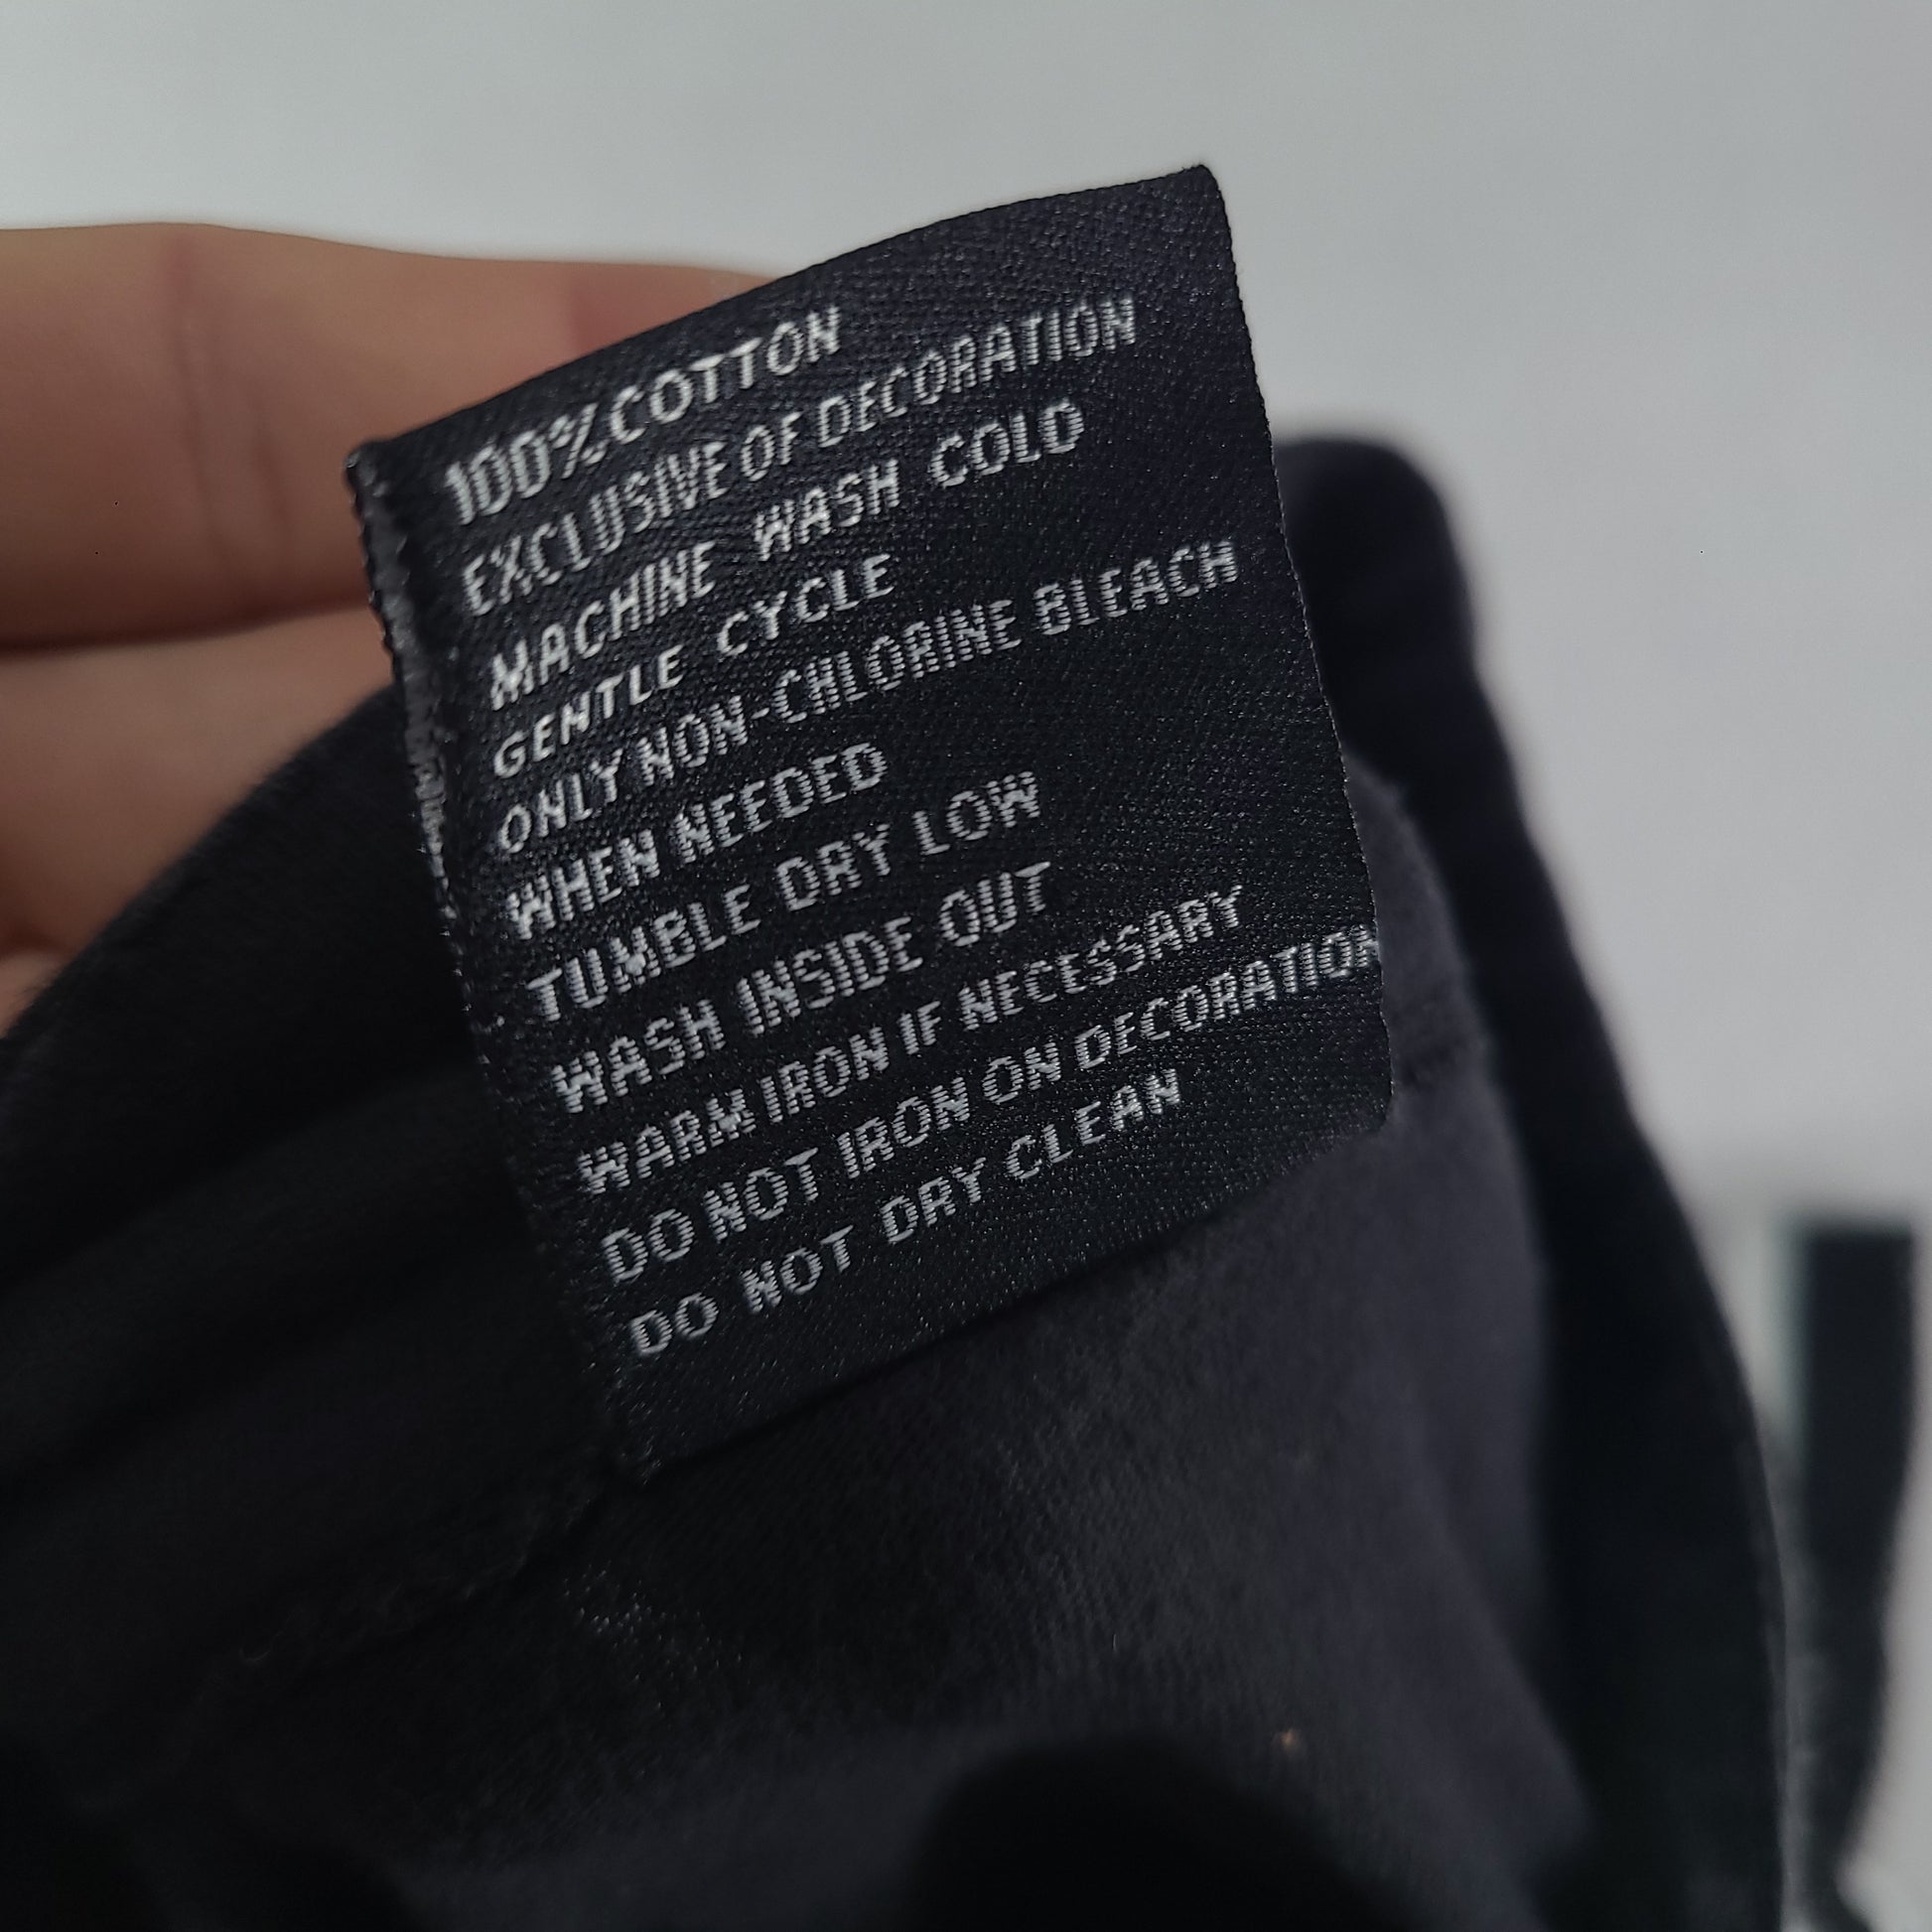 100% COTTON
EXCLUSIVE OF DECORATION
MACHINE WASH COLD
GENTLE CYCLE
ONLY NON-CHLORINE BLEACH
WHEN NEEDED
TUMBLE DRY LOW
WASH INSIDE OUT
WARM IRON IF NECESSARY
DO NOT IRON ON DECORATION
DO NOT DRY CLEAN